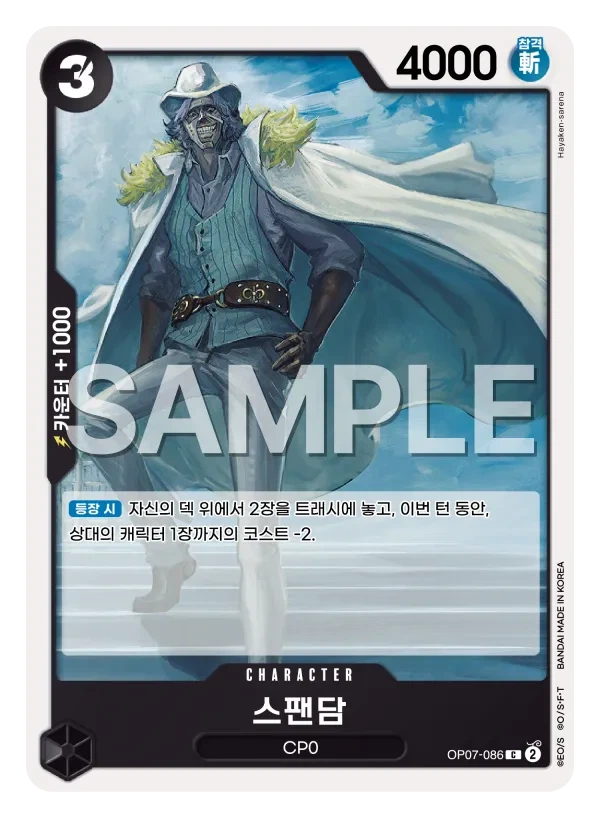 3
4000
참격
斬
Hayaken-sarena
카운터 +1000
SAMPLE
등장 시 자신의 덱 위에서 2장을 트래시에 놓고, 이번 턴 동안,
상대의 캐릭터 1장까지의 코스트 -2.
CHARACTER
스팬담
CP0
OP07-086 C 2
©EO/S ©O/S·F·T BANDAI MADE IN KOREA